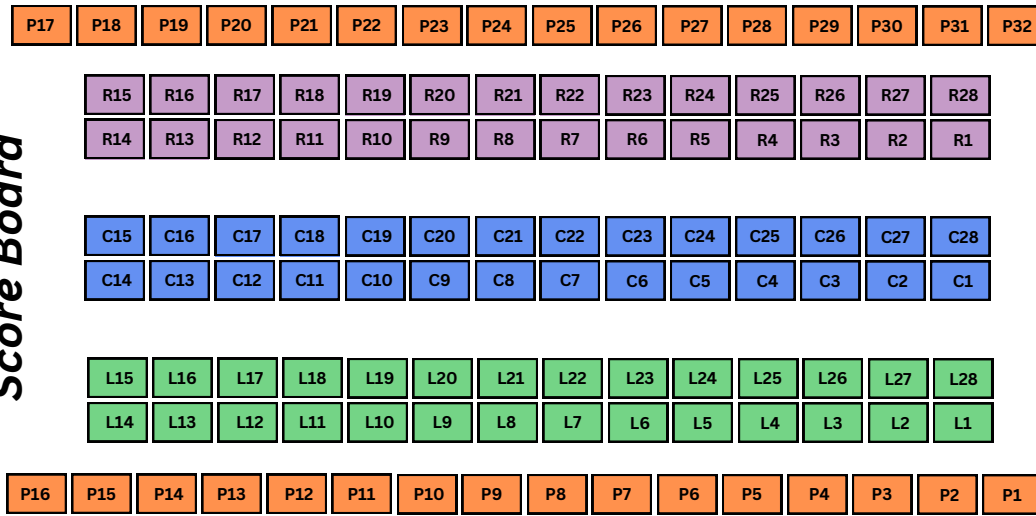 P17 P18 P19 P20 P21 P22 P23 P24 P25 P26 P27 P28 P29 P30 P31 P32
R15 R16 R17 R18 R19 R20 R21 R22 R23 R24 R25 R26 R27 R28
R14 R13 R12 R11 R10 R9 R8 R7 R6 R5 R4 R3 R2 R1
Score Board
C15 C16 C17 C18 C19 C20 C21 C22 C23 C24 C25 C26 C27 C28
C14 C13 C12 C11 C10 C9 C8 C7 C6 C5 C4 C3 C2 C1
L15 L16 L17 L18 L19 L20 L21 L22 L23 L24 L25 L26 L27 L28
L14 L13 L12 L11 L10 L9 L8 L7 L6 L5 L4 L3 L2 L1
P16 P15 P14 P13 P12 P11 P10 P9 P8 P7 P6 P5 P4 P3 P2 P1